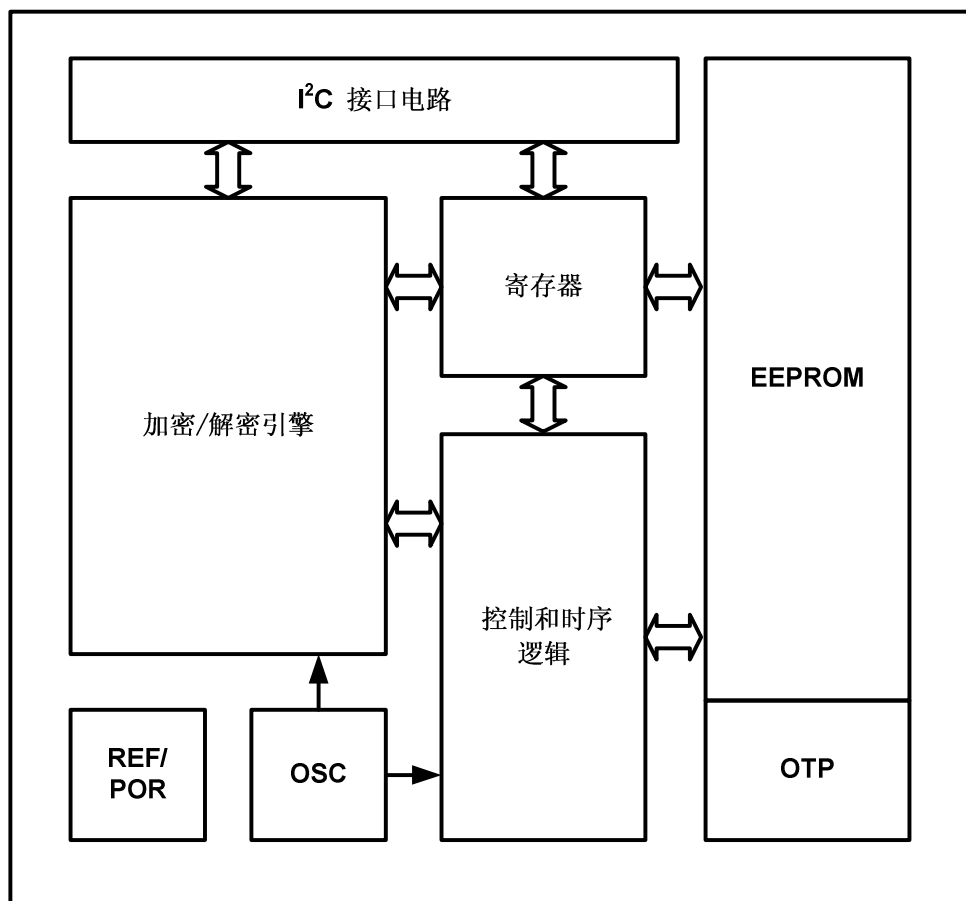 I²C 接口电路
寄存器
EEPROM
加密/解密引擎
控制和时序
逻辑
REF/
POR
OSC
OTP